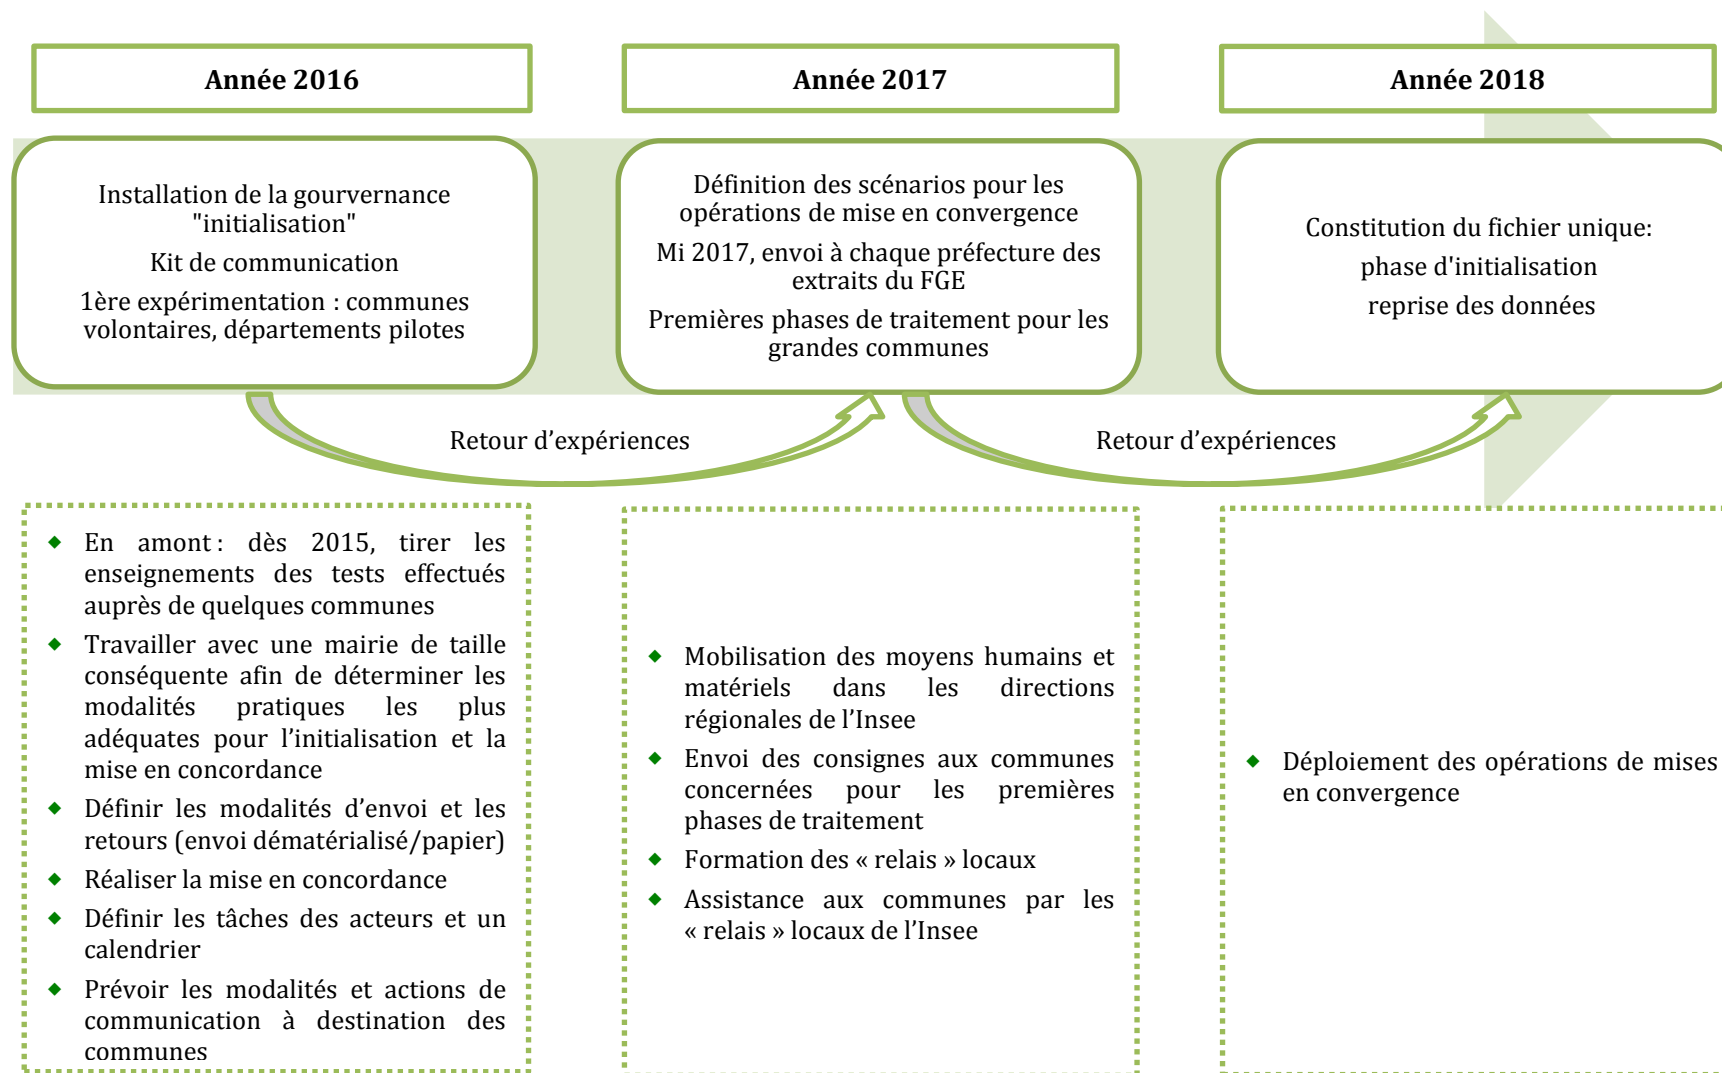 Année 2016
Année 2017
Année 2018
Installation de la gourvernance
"initialisation"
Kit de communication
1ère expérimentation : communes
volontaires, départements pilotes
Définition des scénarios pour les
opérations de mise en convergence
Mi 2017, envoi à chaque préfecture des
extraits du FGE
Premières phases de traitement pour les
grandes communes
Constitution du fichier unique:
phase d'initialisation
reprise des données
Retour d’expériences
Retour d’expériences
◆ En amont : dès 2015, tirer les
enseignements des tests effectués
auprès de quelques communes
◆ Travailler avec une mairie de taille
conséquente afin de déterminer les
modalités pratiques les plus
adéquates pour l’initialisation et la
mise en concordance
◆ Définir les modalités d’envoi et les
retours (envoi dématérialisé/papier)
◆ Réaliser la mise en concordance
◆ Définir les tâches des acteurs et un
calendrier
◆ Prévoir les modalités et actions de
communication à destination des
communes
◆ Mobilisation des moyens humains et
matériels dans les directions
régionales de l’Insee
◆ Envoi des consignes aux communes
concernées pour les premières
phases de traitement
◆ Formation des « relais » locaux
◆ Assistance aux communes par les
« relais » locaux de l’Insee
◆ Déploiement des opérations de mises
en convergence